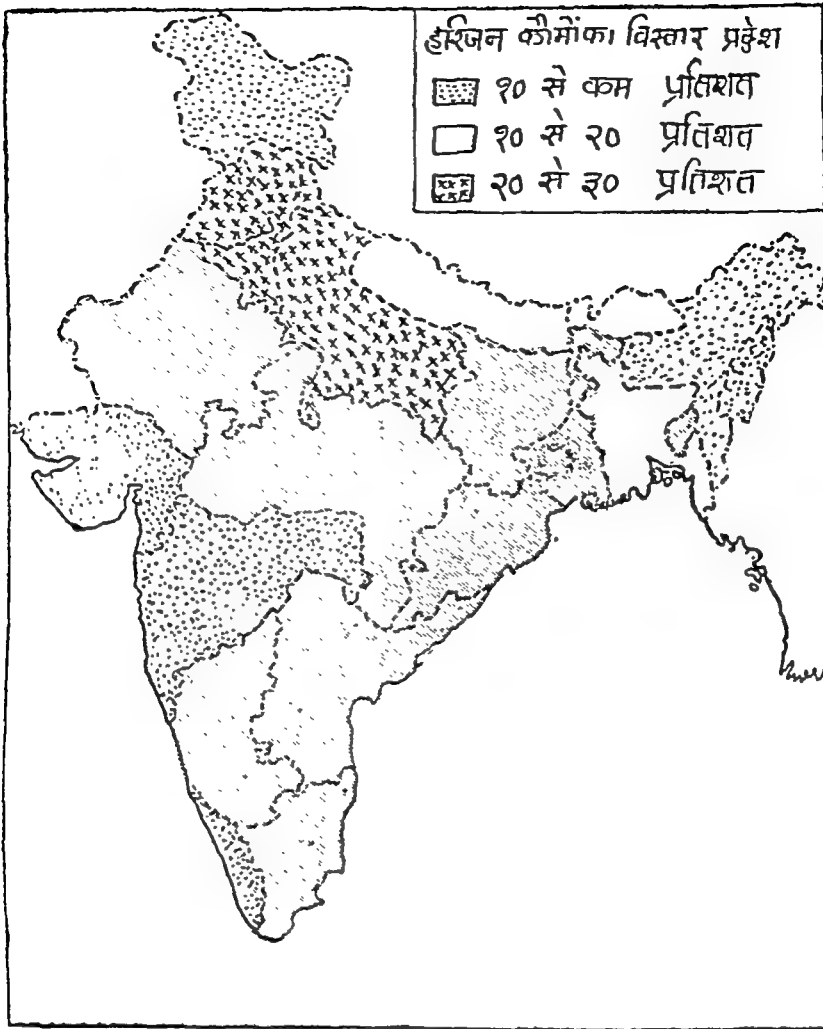 हरिजन कौमोंका विस्तार प्रदेश
१० से कम प्रतिशत
१० से २० प्रतिशत
२० से ३० प्रतिशत